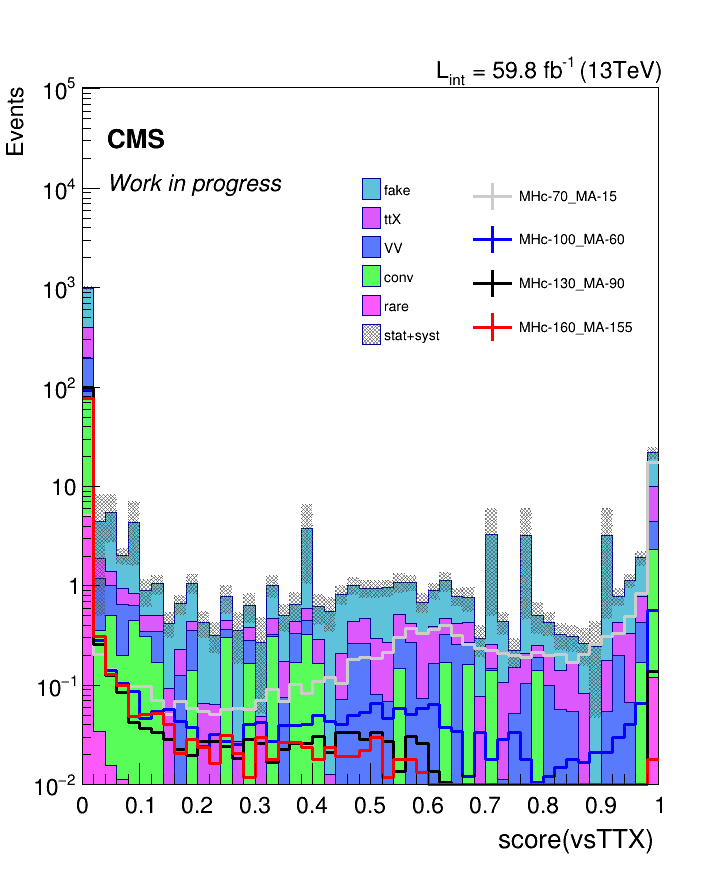 L_int = 59.8 fb^-1 (13TeV)
Events
CMS
Work in progress
fake
ttX
VV
conv
rare
stat+syst
MHc-70_MA-15
MHc-100_MA-60
MHc-130_MA-90
MHc-160_MA-155
10^5
10^4
10^3
10^2
10
1
10^-1
10^-2
0 0.1 0.2 0.3 0.4 0.5 0.6 0.7 0.8 0.9 1
score(vsTTX)